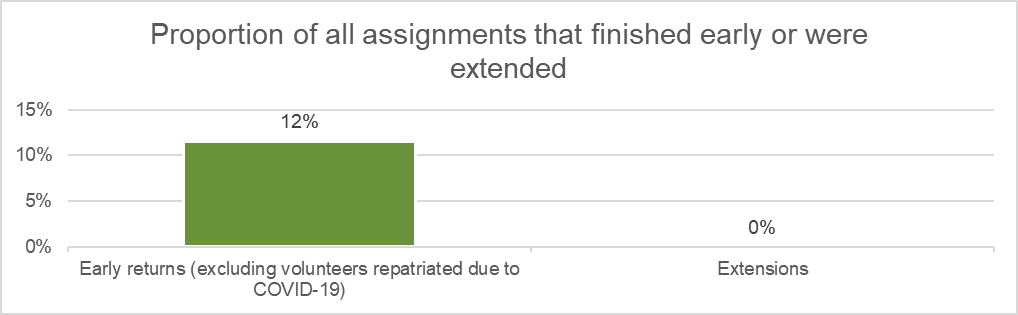 Proportion of all assignments that finished early or were
extended
15%
10%
5%
0%
12%
0%
Early returns (excluding volunteers repatriated due to
COVID-19)
Extensions